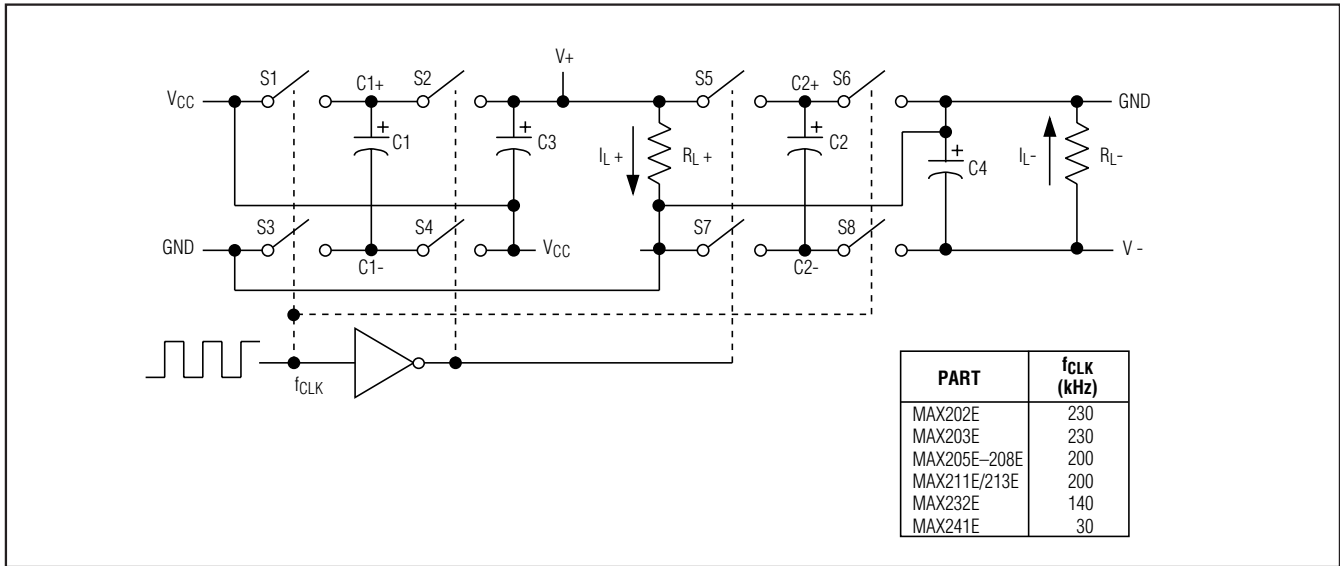 V+
S1 C1+ S2 S5 C2+ S6
VCC GND
+ + + +
C1 C3 IL + RL + C2 C4 IL- RL-
S3 S4 S7 S8
GND VCC V -
C1- C2-
fCLK
PART fCLK (kHz)
MAX202E 230
MAX203E 230
MAX205E–208E 200
MAX211E/213E 200
MAX232E 140
MAX241E 30